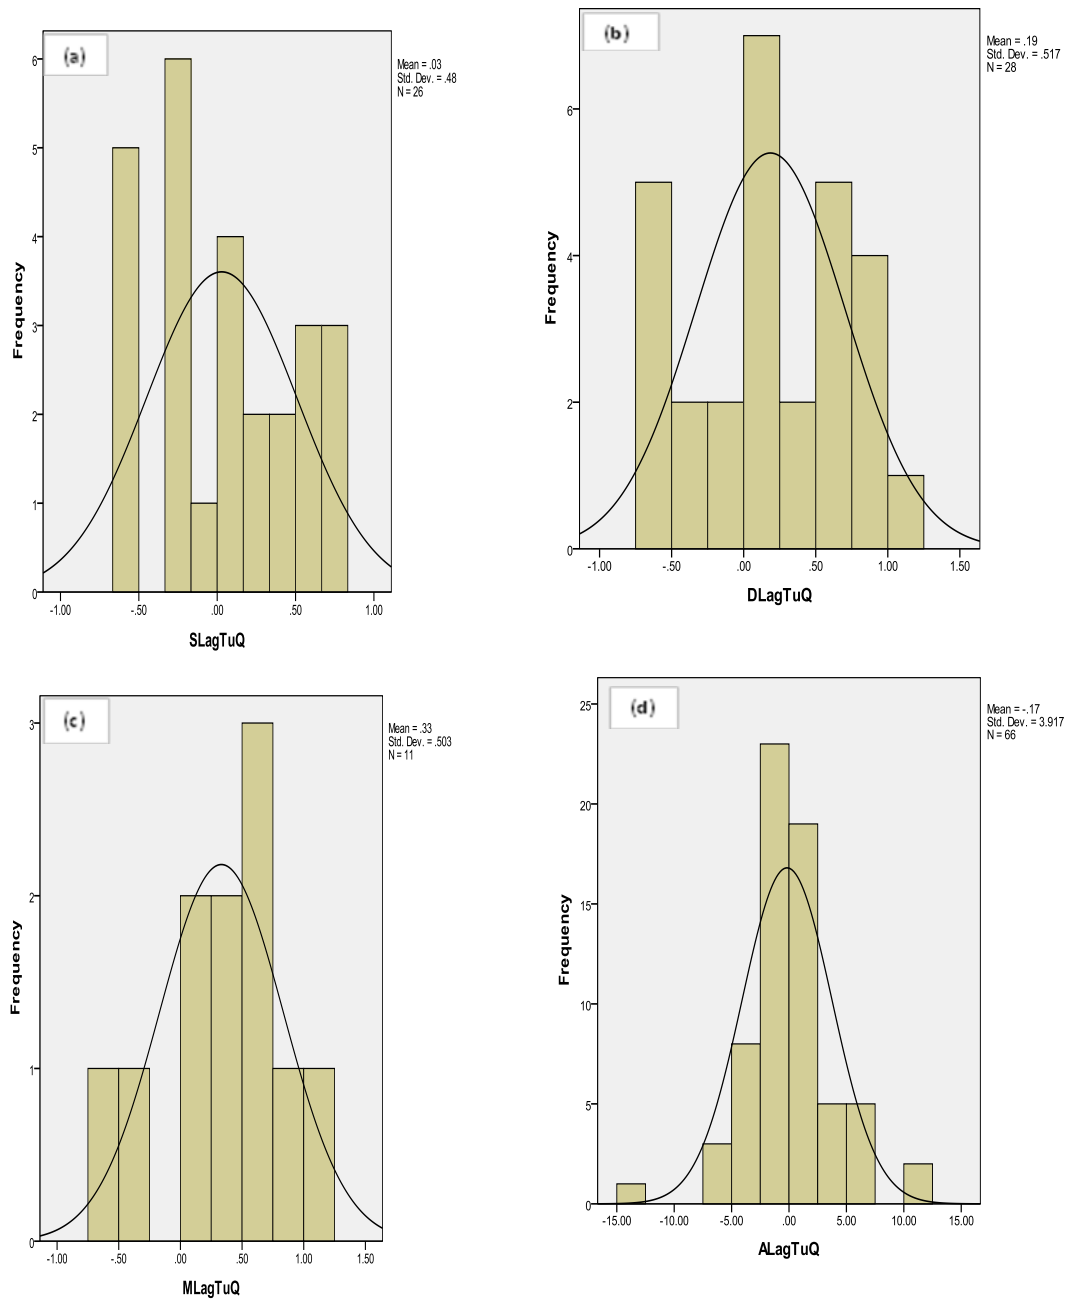 (a)
Mean = .03
Std. Dev. = .48
N = 26
6
5
4
3
2
1
0
Frequency
-1.00
-.50
.00
.50
1.00
SLagTuQ
(b)
Mean = .19
Std. Dev. = .517
N = 28
6
4
2
0
Frequency
-1.00
-.50
.00
.50
1.00
1.50
DLagTuQ
(c)
Mean = .33
Std. Dev. = .503
N = 11
3
2
1
0
Frequency
-1.00
-.50
.00
.50
1.00
1.50
MLagTuQ
(d)
Mean = -.17
Std. Dev. = 3.917
N = 66
25
20
15
10
5
0
Frequency
-15.00
-10.00
-5.00
.00
5.00
10.00
15.00
ALagTuQ